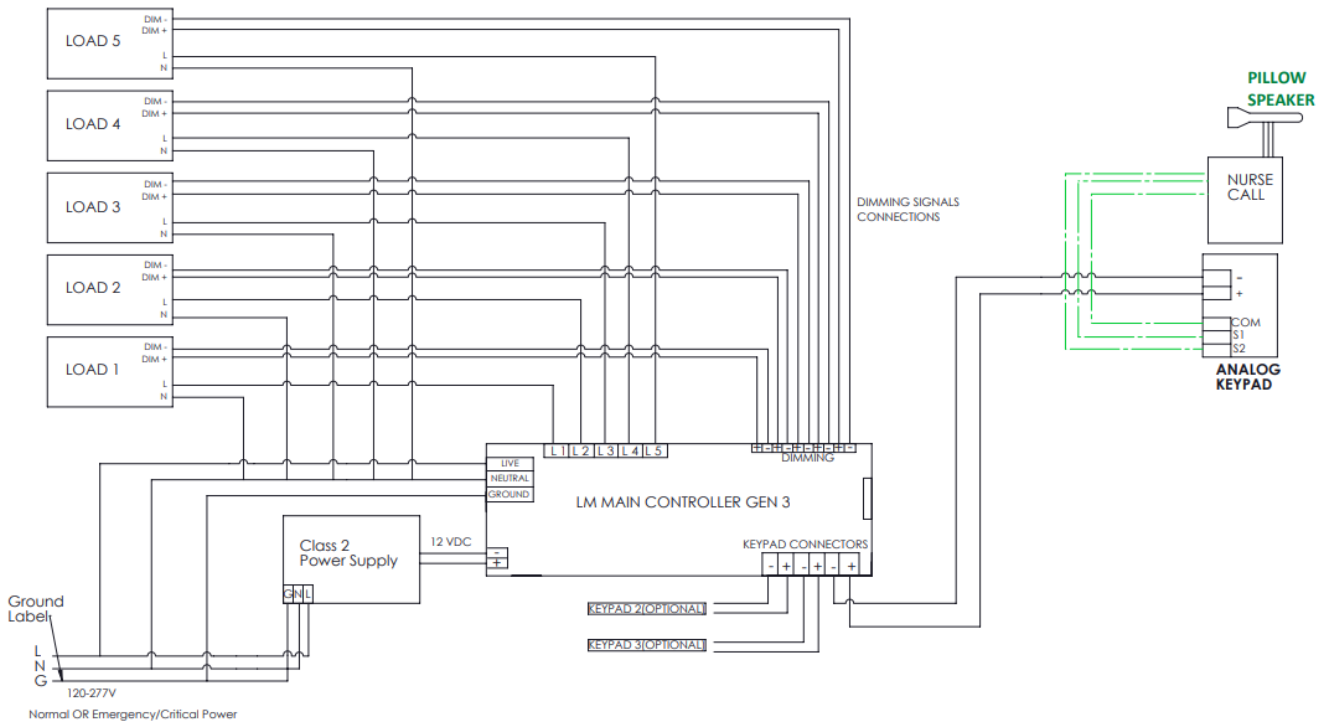 LOAD 5
DIM -
DIM +
L
N
LOAD 4
DIM -
DIM +
L
N
LOAD 3
DIM -
DIM +
L
N
LOAD 2
DIM -
DIM +
L
N
LOAD 1
DIM -
DIM +
L
N
DIMMING SIGNALS
CONNECTIONS
PILLOW
SPEAKER
NURSE
CALL
-
+
COM
S1
S2
ANALOG
KEYPAD
L 1 L 2 L 3 L 4 L 5
+ - + - + - + - + -
DIMMING
LIVE
NEUTRAL
GROUND
LM MAIN CONTROLLER GEN 3
12 VDC
-
+
KEYPAD CONNECTORS
- + - + - +
Class 2
Power Supply
G N L
KEYPAD 2(OPTIONAL)
KEYPAD 3(OPTIONAL)
Ground
Label
L
N
G
120-277V
Normal OR Emergency/Critical Power